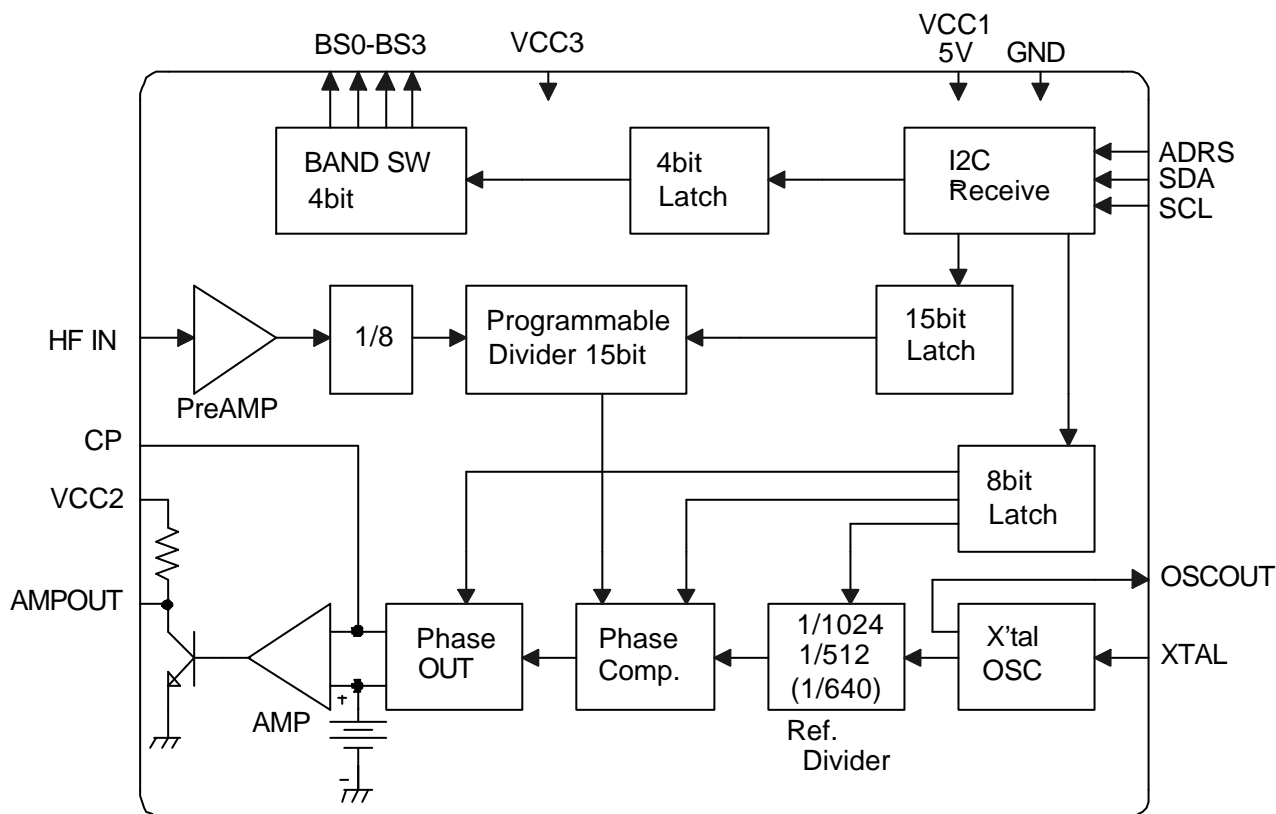 BS0-BS3
VCC3
VCC1
5V
GND
BAND SW
4bit
4bit
Latch
I2C
Receive
ADRS
SDA
SCL
HF IN
PreAMP
1/8
Programmable
Divider 15bit
15bit
Latch
CP
VCC2
8bit
Latch
AMPOUT
OSCOUT
AMP
+
-
Phase
OUT
Phase
Comp.
1/1024
1/512
(1/640)
Ref.
Divider
X'tal
OSC
XTAL